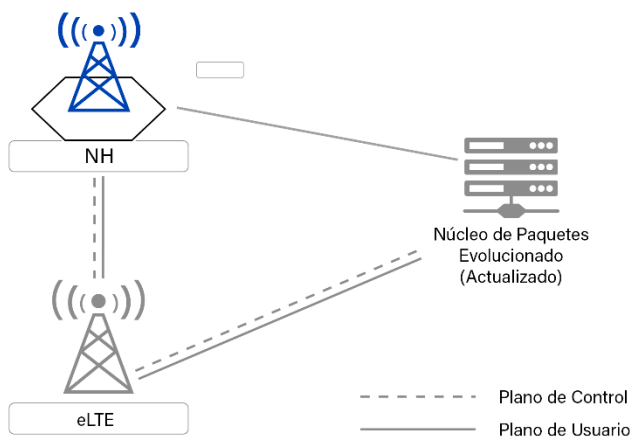 NH
Núcleo de Paquetes
Evolucionado
(Actualizado)
eLTE
Plano de Control
Plano de Usuario